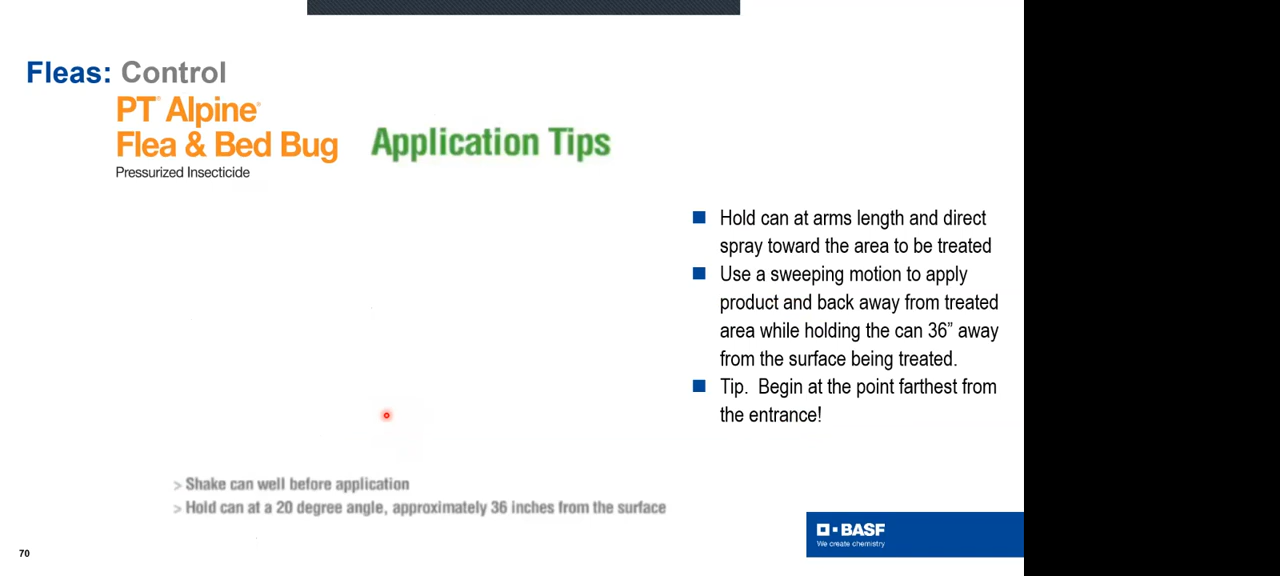 Fleas: Control
PT® Alpine®
Flea & Bed Bug
Pressurized Insecticide
Application Tips
■ Hold can at arms length and direct
spray toward the area to be treated
■ Use a sweeping motion to apply
product and back away from treated
area while holding the can 36” away
from the surface being treated.
■ Tip. Begin at the point farthest from
the entrance!
> Shake can well before application
> Hold can at a 20 degree angle, approximately 36 inches from the surface
BASF
We create chemistry
70